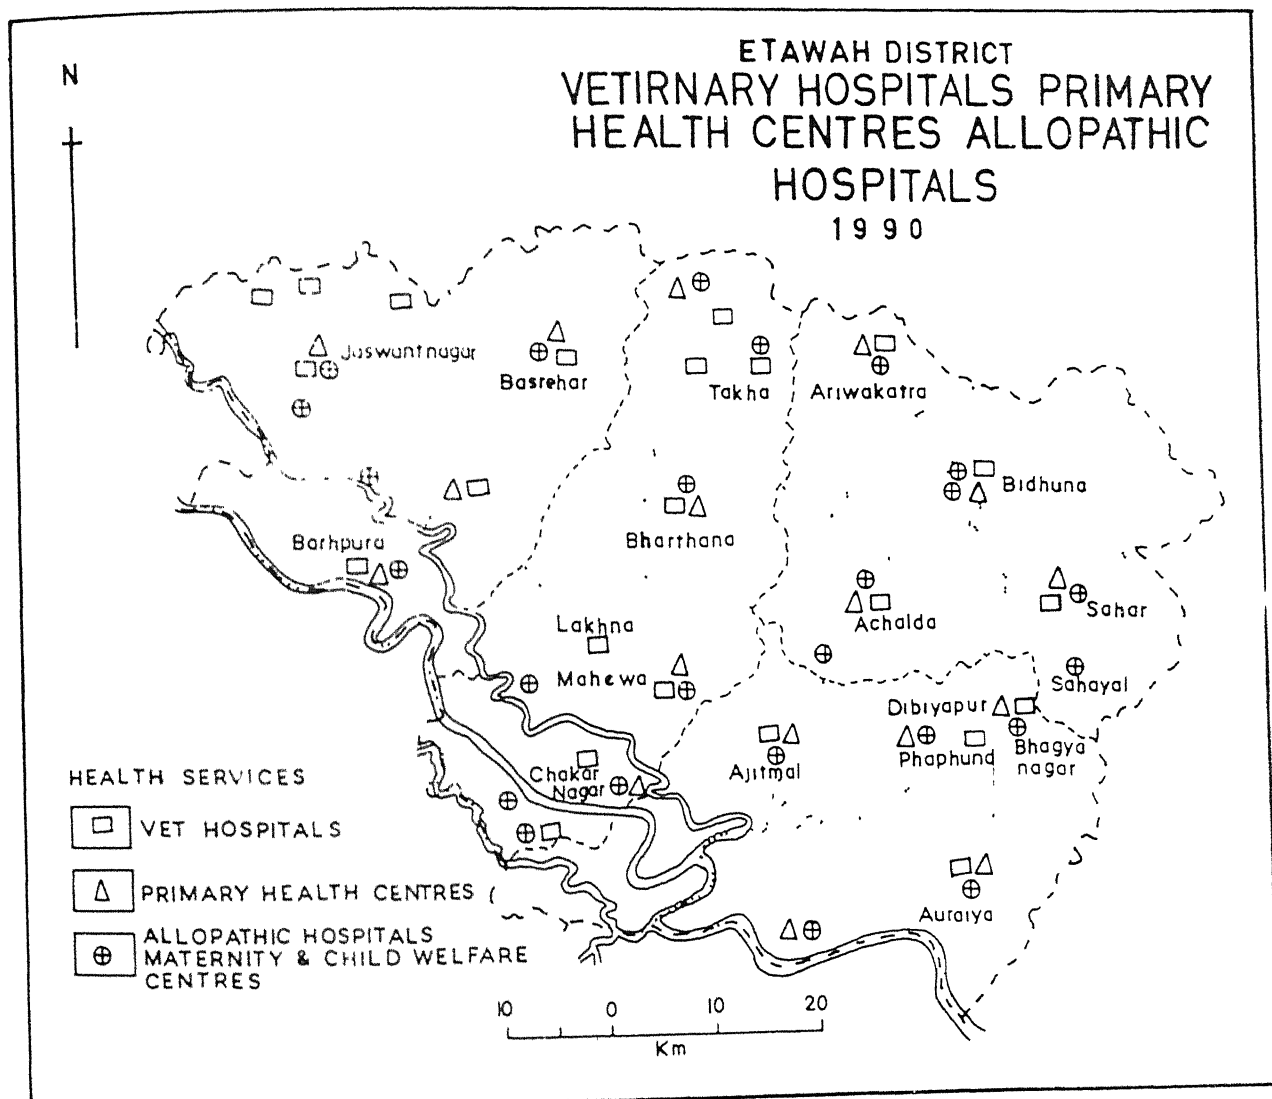 ETAWAH DISTRICT
VETIRNARY HOSPITALS PRIMARY
HEALTH CENTRES ALLOPATHIC
HOSPITALS
1990
N
Jaswantnagar
Basrehar
Takha
Ariwakatra
Bidhuna
Bharthana
Barhpura
Achalda
Sahar
Lakhna
Mahewa
Sahayal
Dibiyapur
Phaphund
Bhagya
nagar
Ajitmal
Chakar
Nagar
Auraiya
HEALTH SERVICES
VET HOSPITALS
PRIMARY HEALTH CENTRES
ALLOPATHIC HOSPITALS
MATERNITY & CHILD WELFARE
CENTRES
10 0 10 20
Km